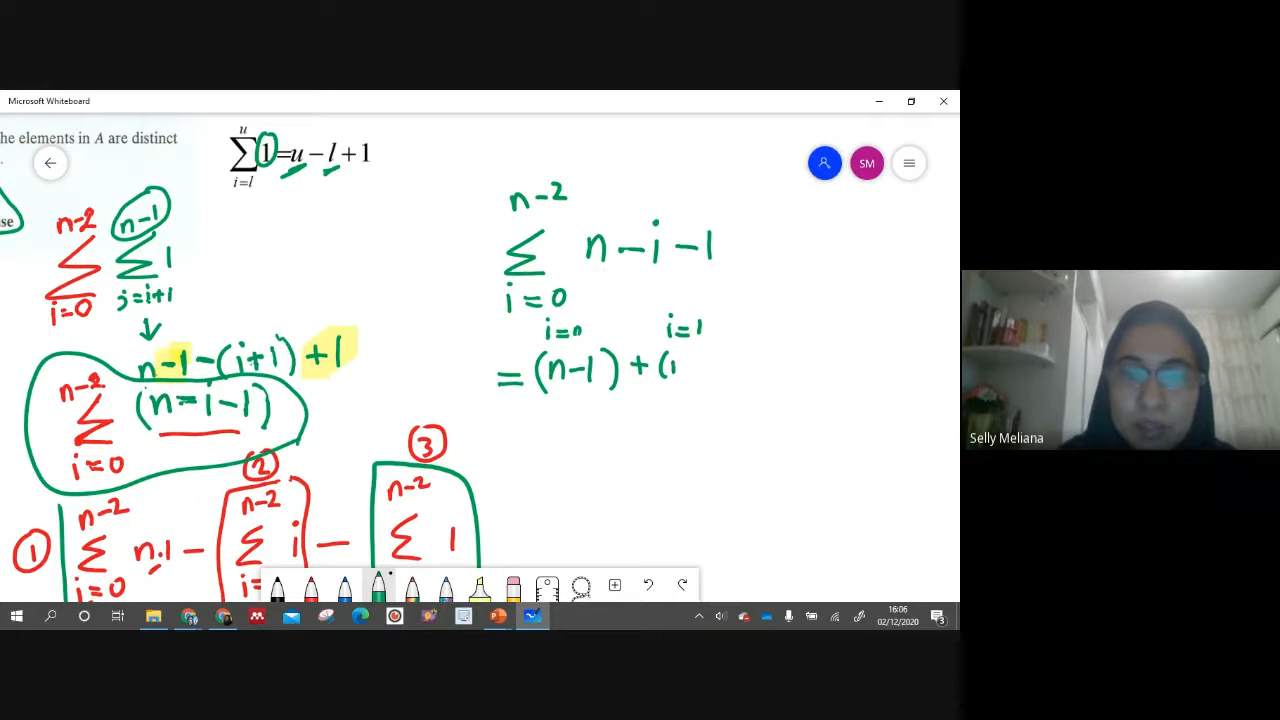 Microsoft Whiteboard
he elements in A are distinct
se
u
∑ 1 = u − l + 1
i=l
SM
n-2 n-1
∑ ∑ 1
i=0 j=i+1
↓
n-1-(i+1)+1
n-2
∑ (n-i-1)
i=0
① n-2
∑ n.1 -
i=0
② n-2
∑ i -
i=
③ n-2
∑ 1
n-2
∑ n-i-1
i=0
i=0 i=1
=(n-1)+(
Selly Meliana
16:06
02/12/2020
3